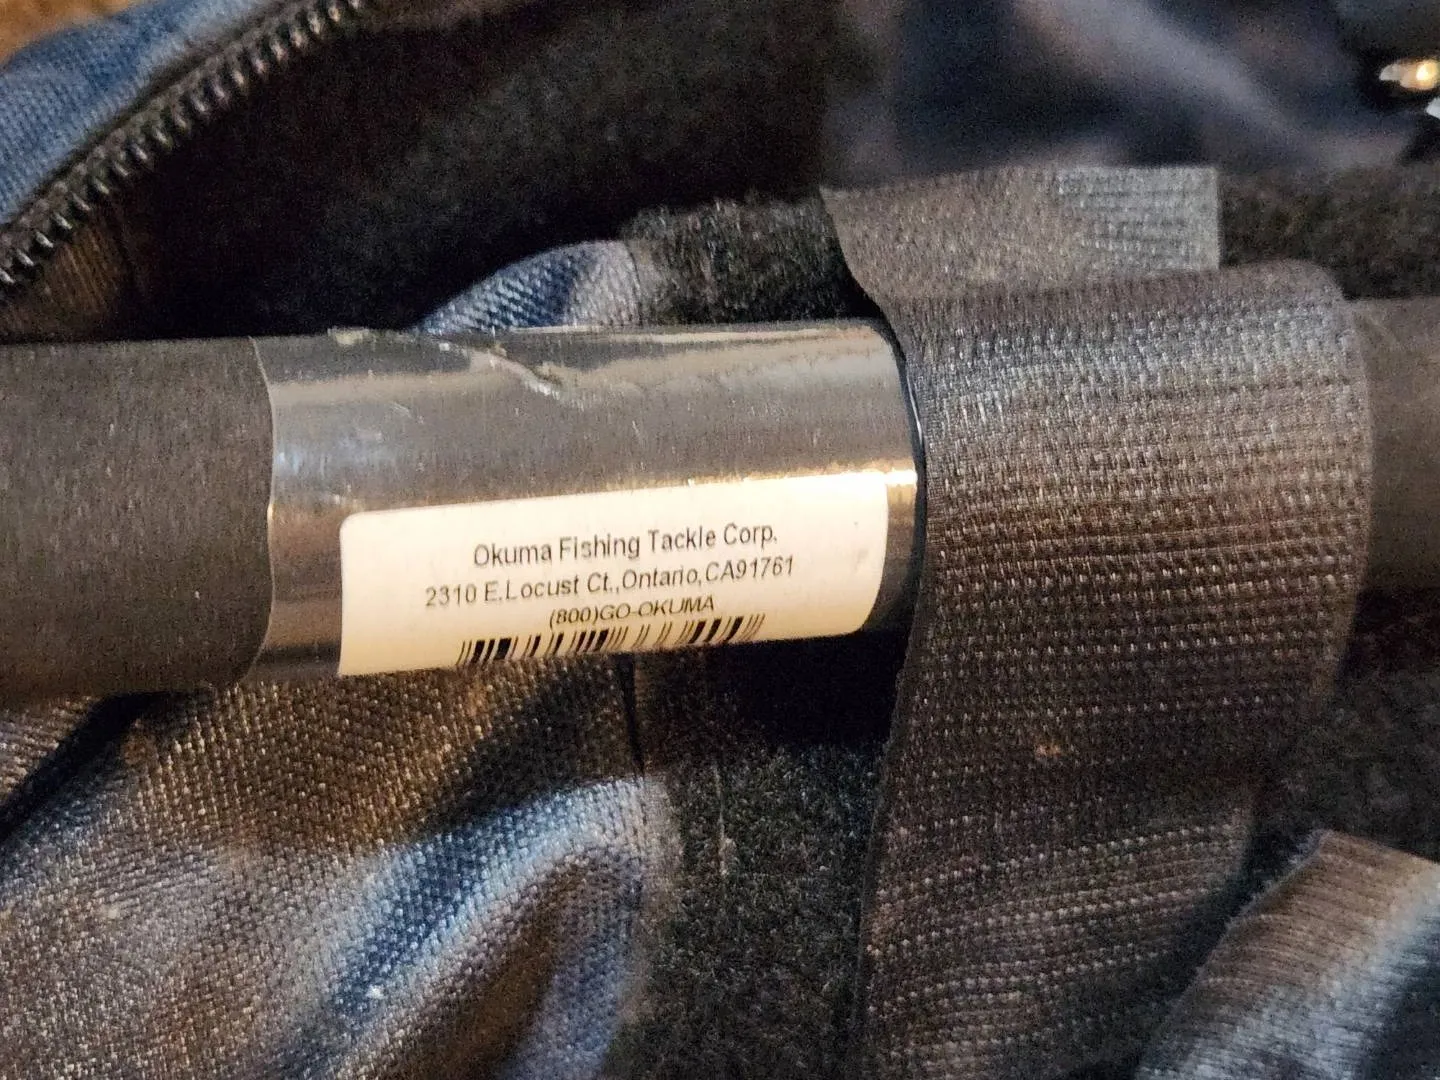 Okuma Fishing Tackle Corp.
2310 E.Locust Ct.,Ontario,CA91761
(800)GO-OKUMA